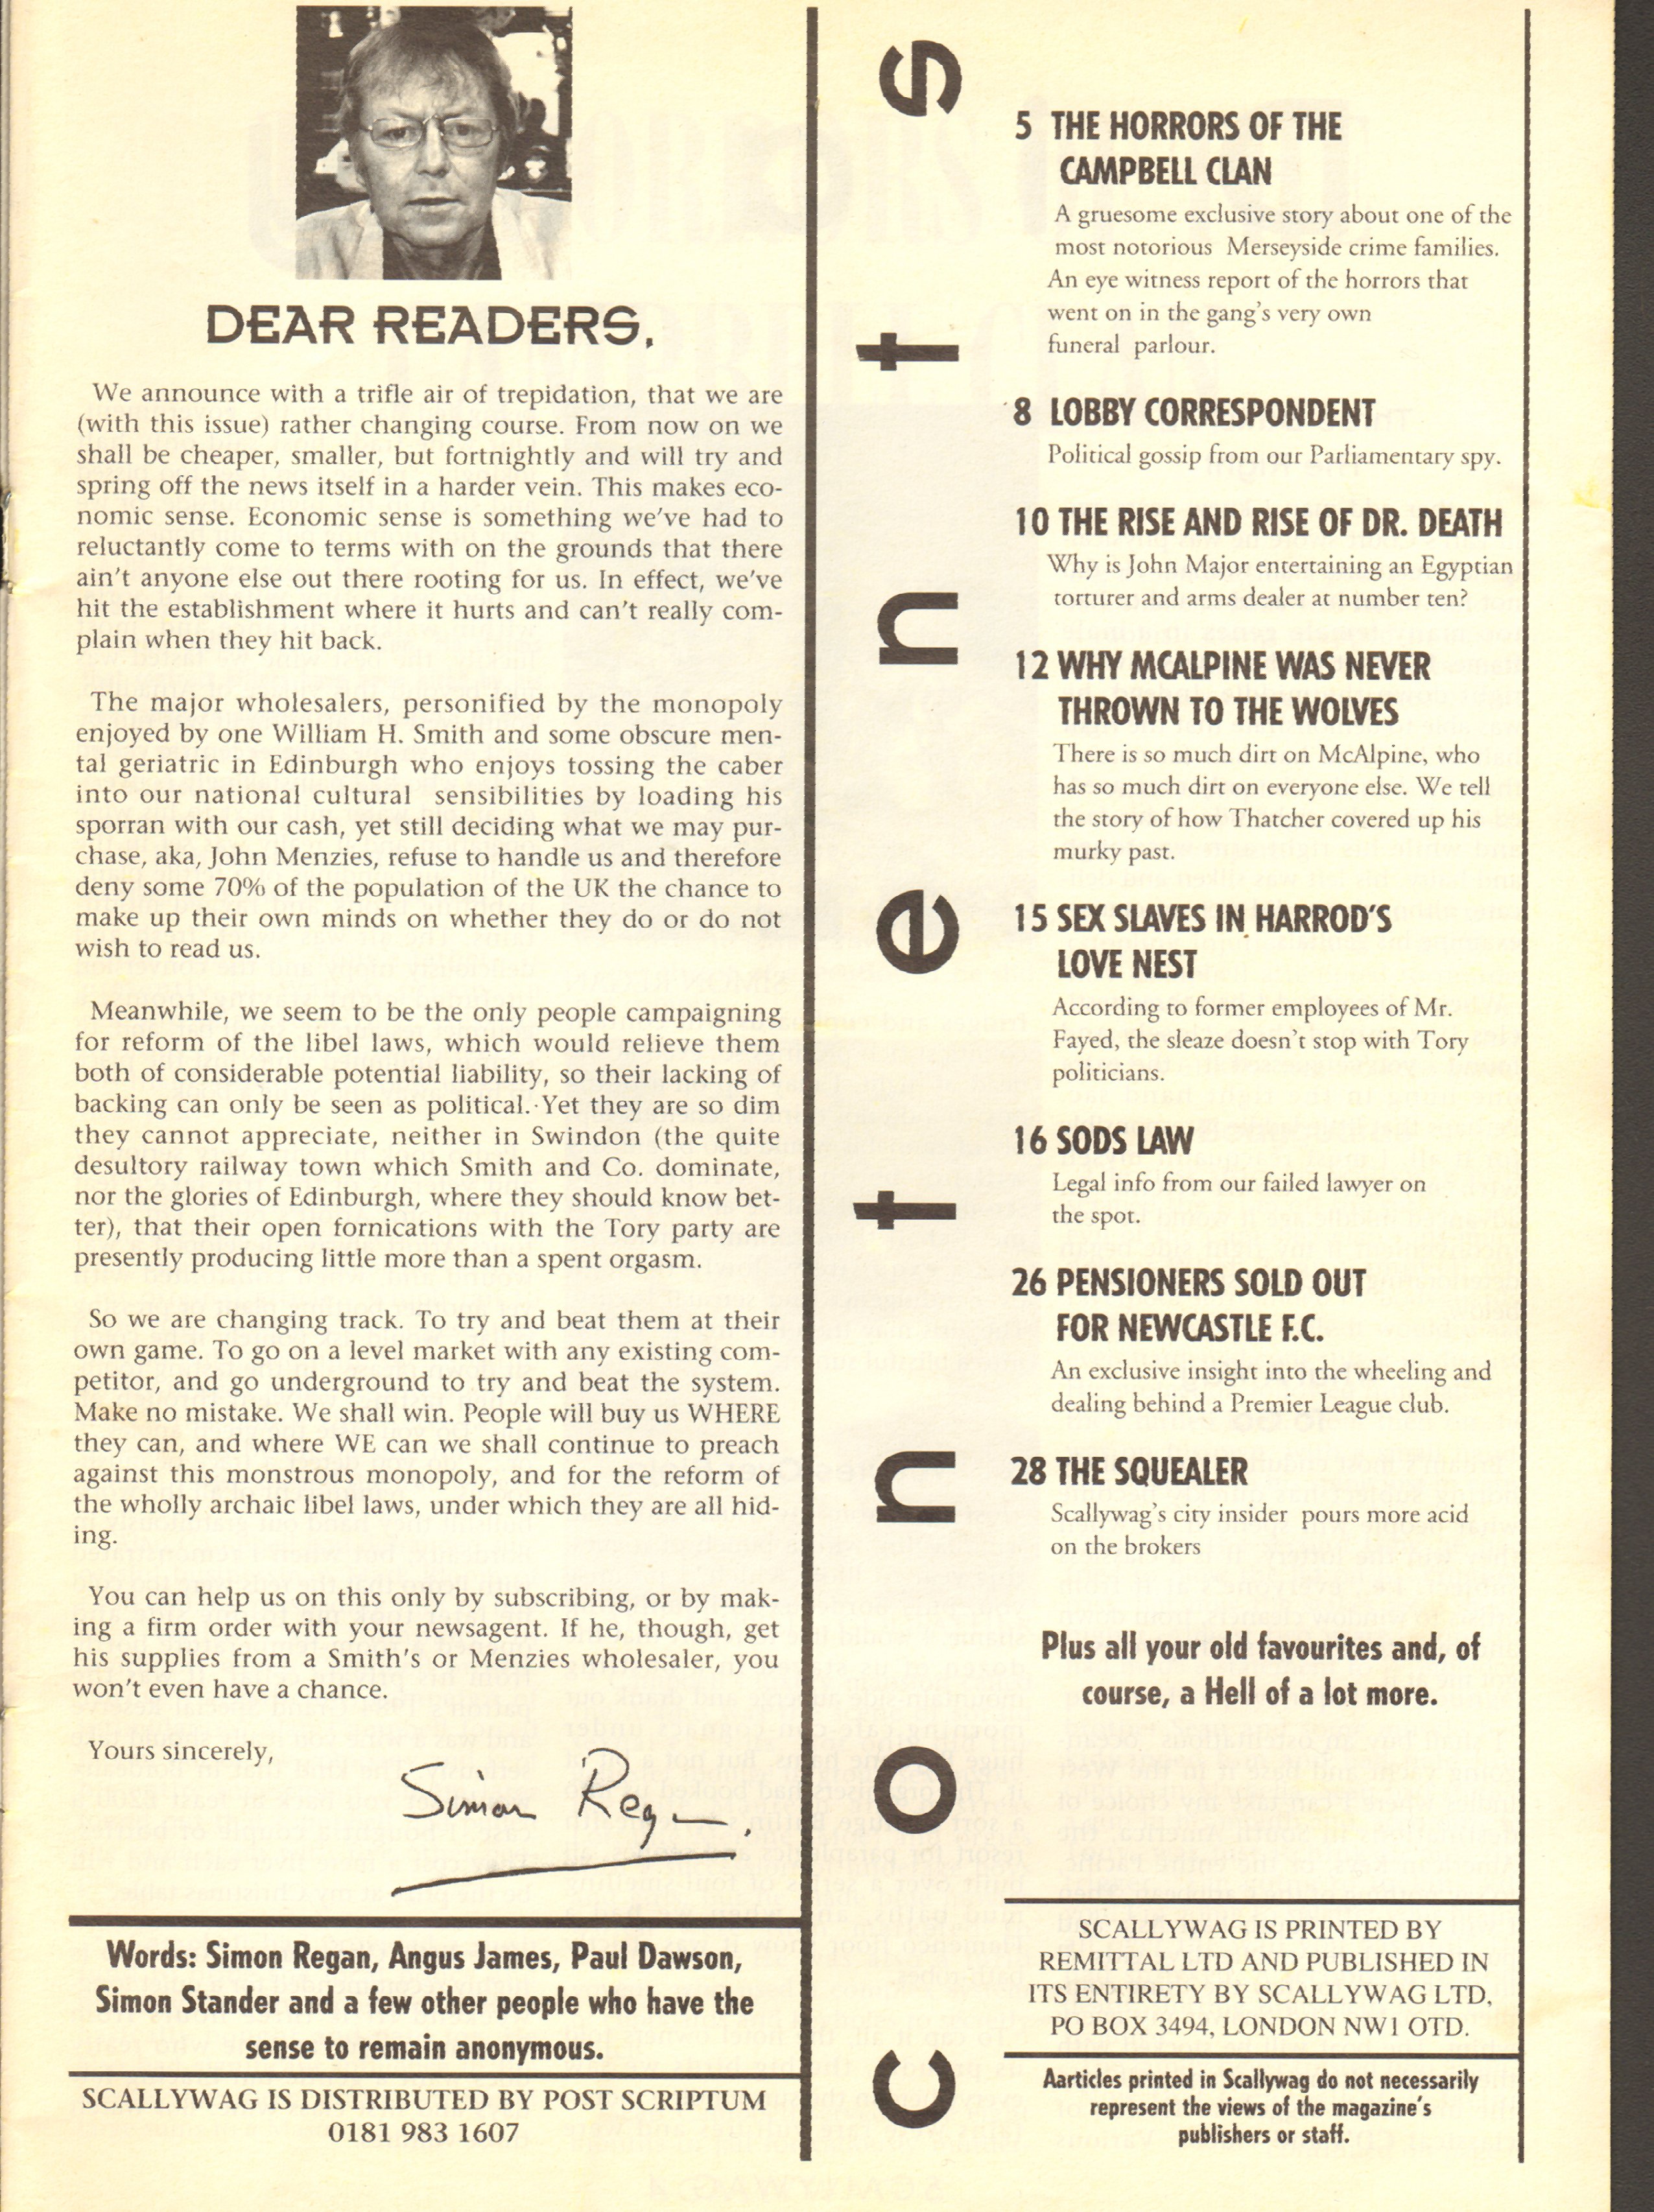 DEAR READERS,
We announce with a trifle air of trepidation, that we are
(with this issue) rather changing course. From now on we
shall be cheaper, smaller, but fortnightly and will try and
spring off the news itself in a harder vein. This makes eco-
nomic sense. Economic sense is something we've had to
reluctantly come to terms with on the grounds that there
ain't anyone else out there rooting for us. In effect, we've
hit the establishment where it hurts and can't really com-
plain when they hit back.
The major wholesalers, personified by the monopoly
enjoyed by one William H. Smith and some obscure men-
tal geriatric in Edinburgh who enjoys tossing the caber
into our national cultural sensibilities by loading his
sporran with our cash, yet still deciding what we may pur-
chase, aka, John Menzies, refuse to handle us and therefore
deny some 70% of the population of the UK the chance to
make up their own minds on whether they do or do not
wish to read us.
Meanwhile, we seem to be the only people campaigning
for reform of the libel laws, which would relieve them
both of considerable potential liability, so their lacking of
backing can only be seen as political. Yet they are so dim
they cannot appreciate, neither in Swindon (the quite
desultory railway town which Smith and Co. dominate,
nor the glories of Edinburgh, where they should know bet-
ter), that their open fornications with the Tory party are
presently producing little more than a spent orgasm.
So we are changing track. To try and beat them at their
own game. To go on a level market with any existing com-
petitor, and go underground to try and beat the system.
Make no mistake. We shall win. People will buy us WHERE
they can, and where WE can we shall continue to preach
against this monstrous monopoly, and for the reform of
the wholly archaic libel laws, under which they are all hid-
ing.
You can help us on this only by subscribing, or by mak-
ing a firm order with your newsagent. If he, though, get
his supplies from a Smith's or Menzies wholesaler, you
won't even have a chance.
Yours sincerely,
Simon Regan.
Words: Simon Regan, Angus James, Paul Dawson,
Simon Stander and a few other people who have the
sense to remain anonymous.
SCALLYWAG IS DISTRIBUTED BY POST SCRIPTUM
0181 983 1607
contents
5 THE HORRORS OF THE
CAMPBELL CLAN
A gruesome exclusive story about one of the
most notorious Merseyside crime families.
An eye witness report of the horrors that
went on in the gang's very own
funeral parlour.
8 LOBBY CORRESPONDENT
Political gossip from our Parliamentary spy.
10 THE RISE AND RISE OF DR. DEATH
Why is John Major entertaining an Egyptian
torturer and arms dealer at number ten?
12 WHY MCALPINE WAS NEVER
THROWN TO THE WOLVES
There is so much dirt on McAlpine, who
has so much dirt on everyone else. We tell
the story of how Thatcher covered up his
murky past.
15 SEX SLAVES IN HARROD'S
LOVE NEST
According to former employees of Mr.
Fayed, the sleaze doesn't stop with Tory
politicians.
16 SODS LAW
Legal info from our failed lawyer on
the spot.
26 PENSIONERS SOLD OUT
FOR NEWCASTLE F.C.
An exclusive insight into the wheeling and
dealing behind a Premier League club.
28 THE SQUEALER
Scallywag's city insider pours more acid
on the brokers
Plus all your old favourites and, of
course, a Hell of a lot more.
SCALLYWAG IS PRINTED BY
REMITTAL LTD AND PUBLISHED IN
ITS ENTIRETY BY SCALLYWAG LTD,
PO BOX 3494, LONDON NW1 OTD.
Aarticles printed in Scallywag do not necessarily
represent the views of the magazine's
publishers or staff.